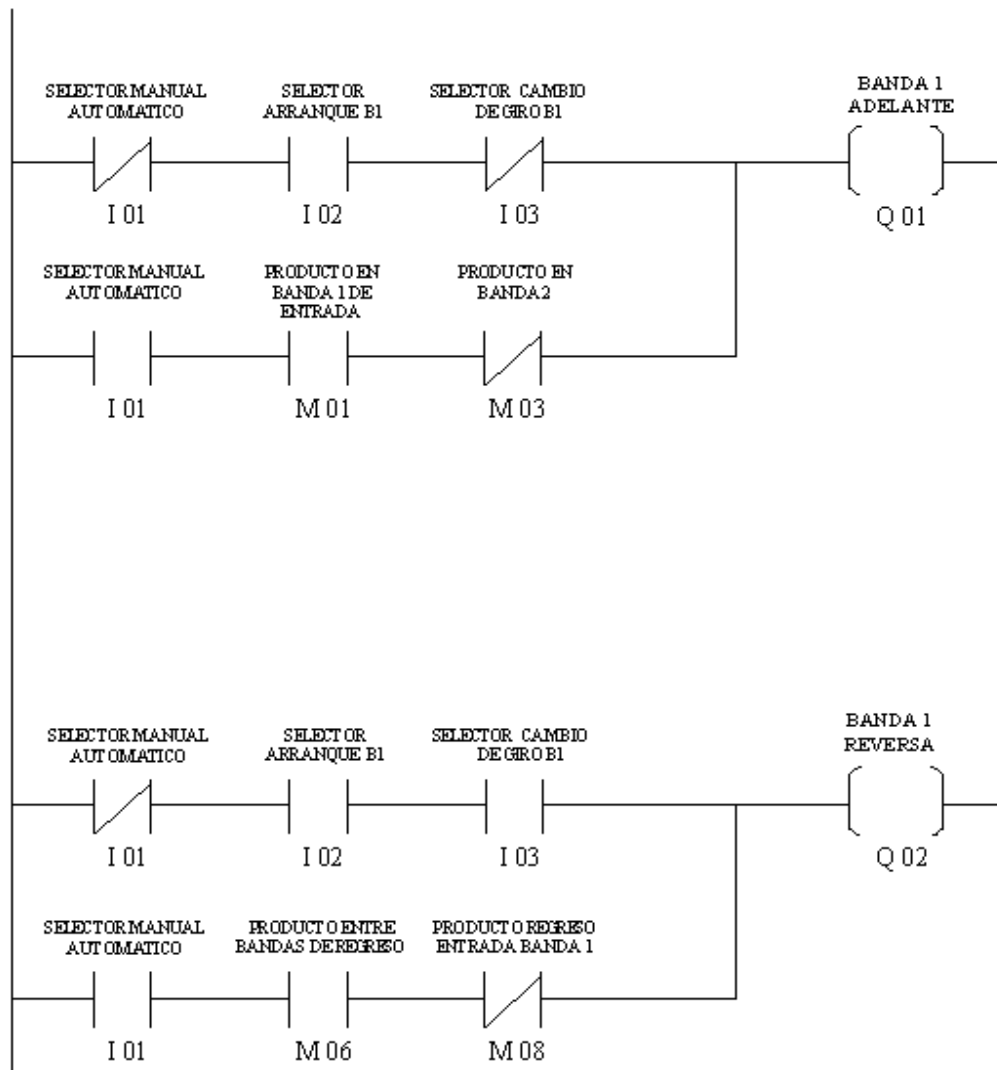 SELECTOR MANUAL
AUTOMATICO
SELECTOR
ARRANQUE B1
SELECTOR CAMBIO
DE GIRO B1
BANDA 1
ADELANTE
I 01
I 02
I 03
Q 01
SELECTOR MANUAL
AUTOMATICO
PRODUCTO EN
BANDA 1 DE
ENTRADA
PRODUCTO EN
BANDA 2
I 01
M 01
M 03
SELECTOR MANUAL
AUTOMATICO
SELECTOR
ARRANQUE B1
SELECTOR CAMBIO
DE GIRO B1
BANDA 1
REVERSA
I 01
I 02
I 03
Q 02
SELECTOR MANUAL
AUTOMATICO
PRODUCTO ENTRE
BANDAS DE REGRESO
PRODUCTO REGRESO
ENTRADA BANDA 1
I 01
M 06
M 08